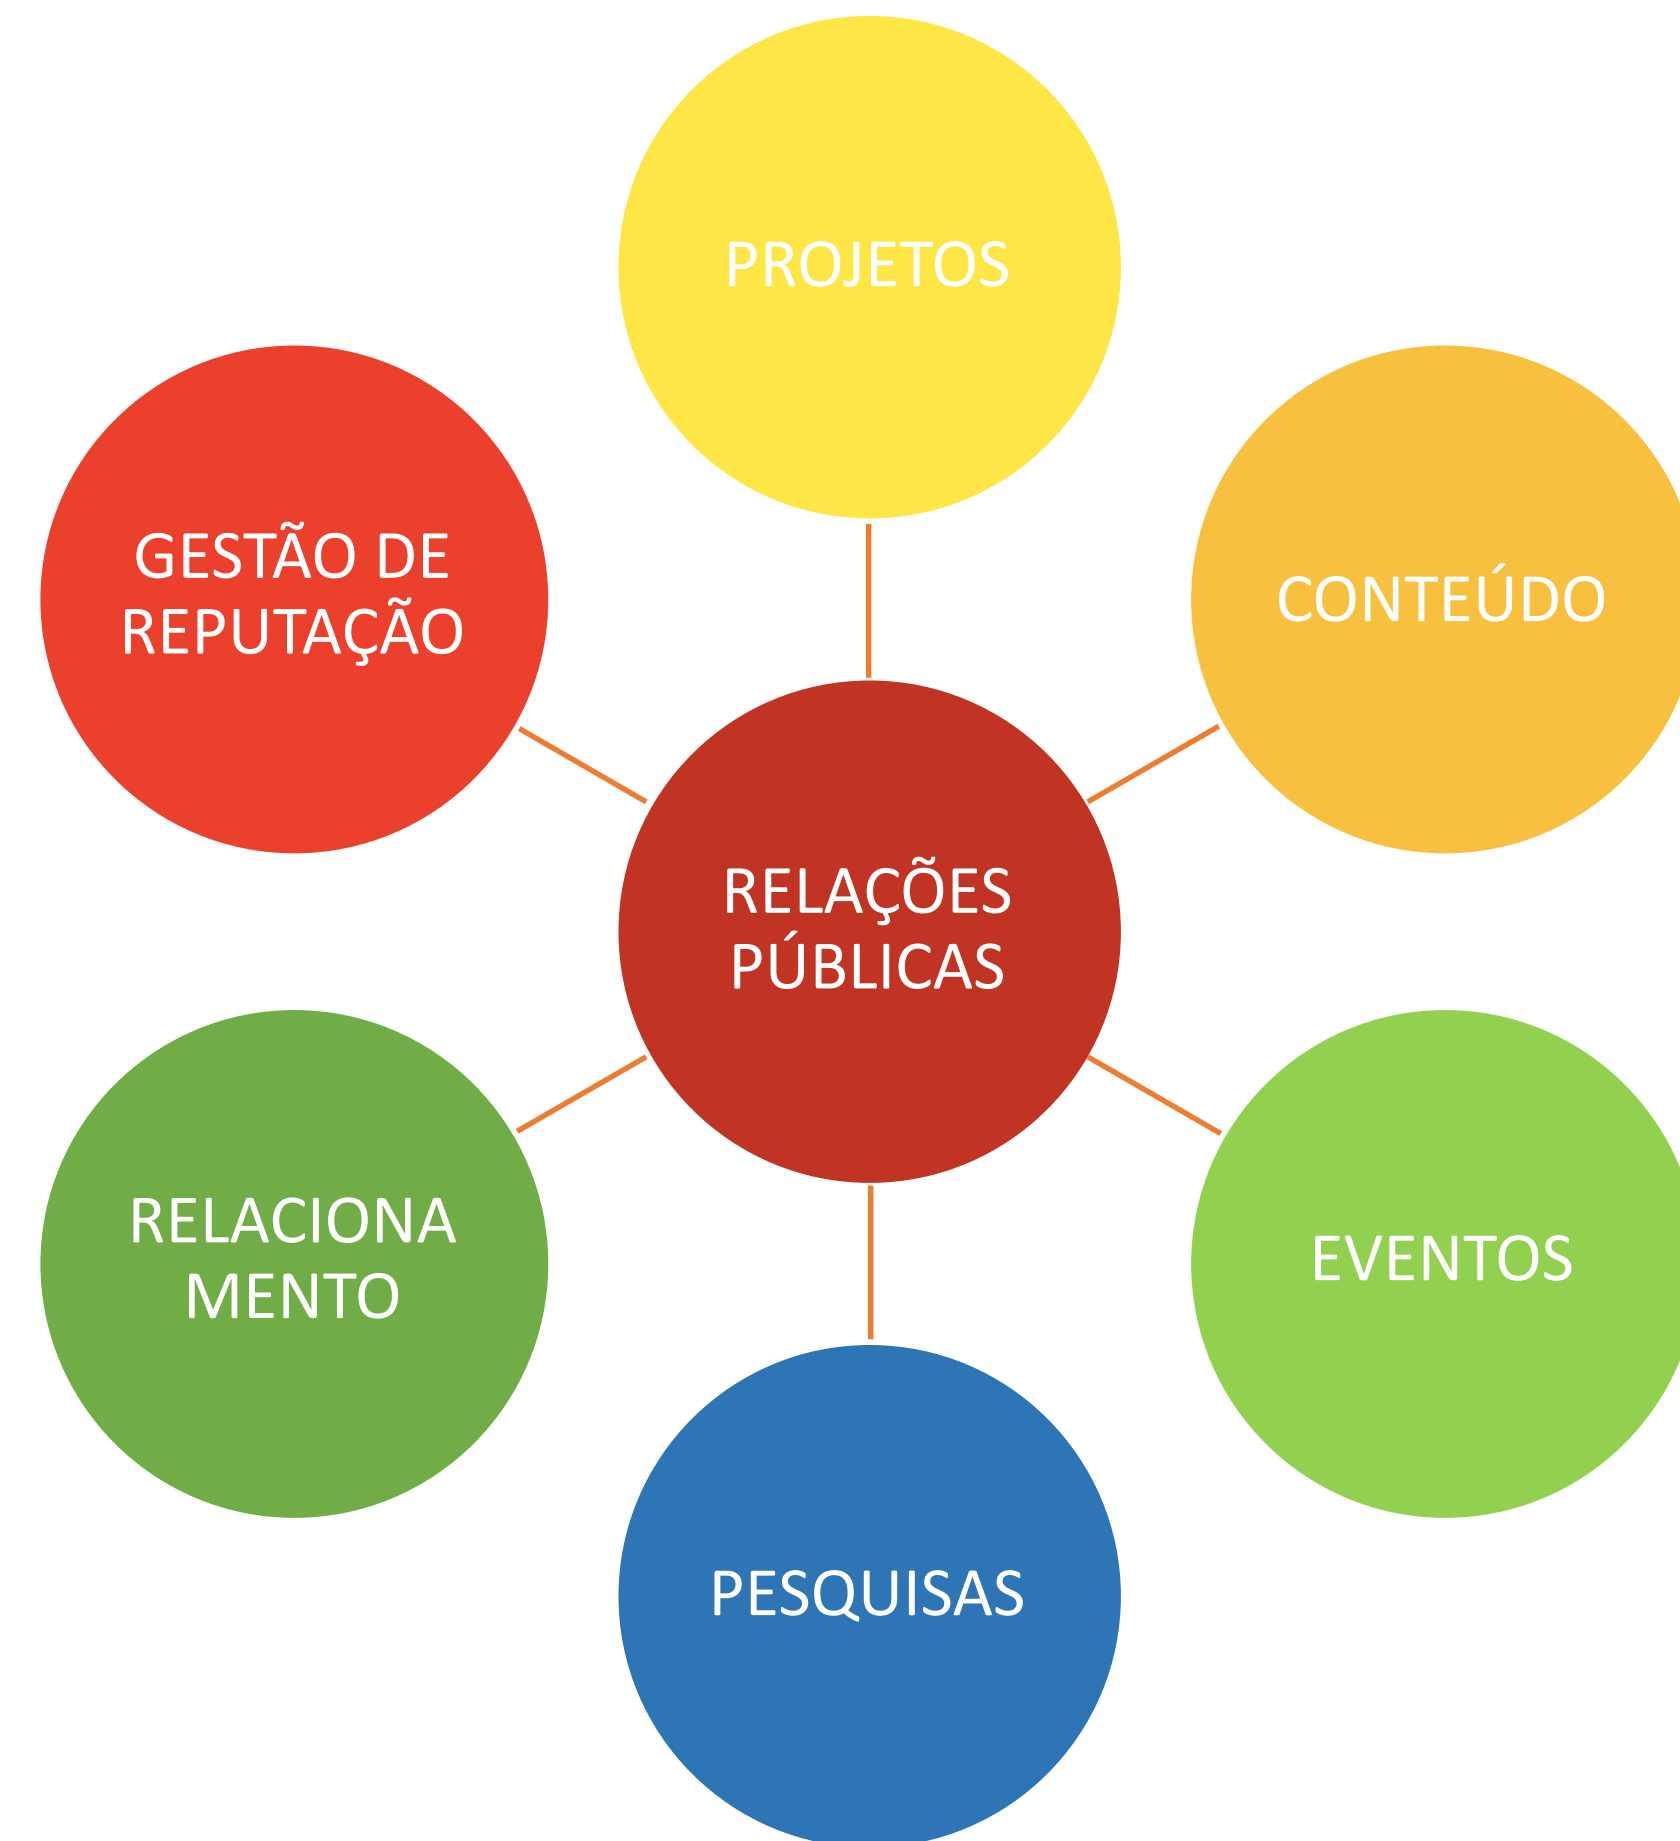 PROJETOS
GESTÃO DE
REPUTAÇÃO
CONTEÚDO
RELAÇÕES
PÚBLICAS
RELACIONA
MENTO
EVENTOS
PESQUISAS